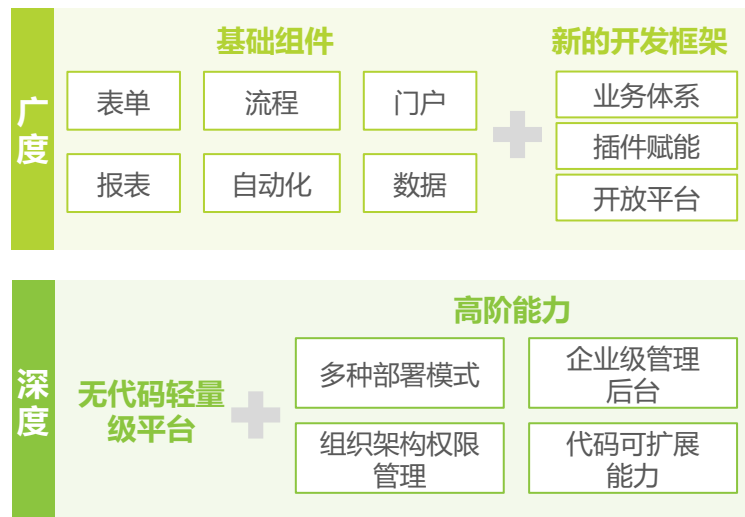 广度
基础组件
新的开发框架
表单
流程
门户
业务体系
插件赋能
报表
自动化
数据
开放平台
深度
高阶能力
无代码轻量
级平台
多种部署模式
企业级管理
后台
组织架构权限
管理
代码可扩展
能力